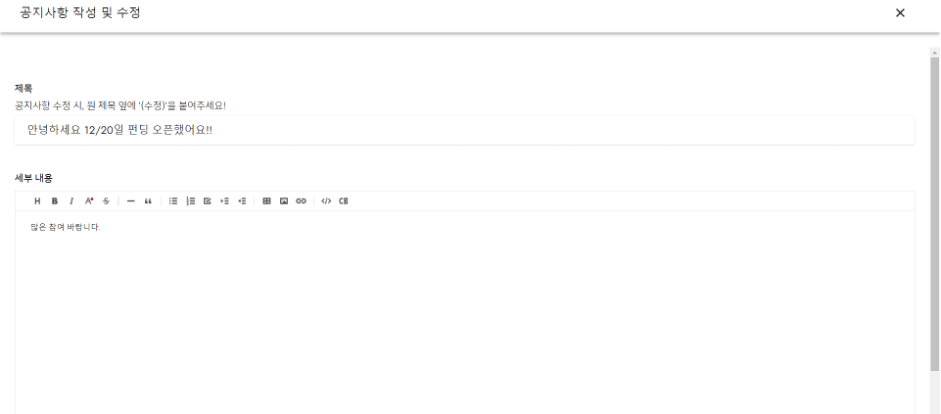 공지사항 작성 및 수정
제목
공지사항 수정 시, 원 제목 옆에 '(수정)'을 붙여주세요!
안녕하세요 12/20일 펀딩 오픈했어요!!
세부 내용
H B I A S — “ </> CB
많은 참여 바랍니다.